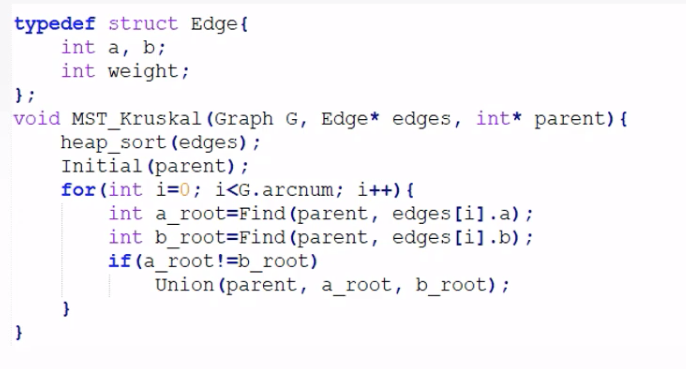 typedef struct Edge{
    int a, b;
    int weight;
};
void MST_Kruskal(Graph G, Edge* edges, int* parent){
    heap_sort(edges);
    Initial(parent);
    for(int i=0; i<G.arcnum; i++){
        int a_root=Find(parent, edges[i].a);
        int b_root=Find(parent, edges[i].b);
        if(a_root!=b_root)
            Union(parent, a_root, b_root);
    }
}